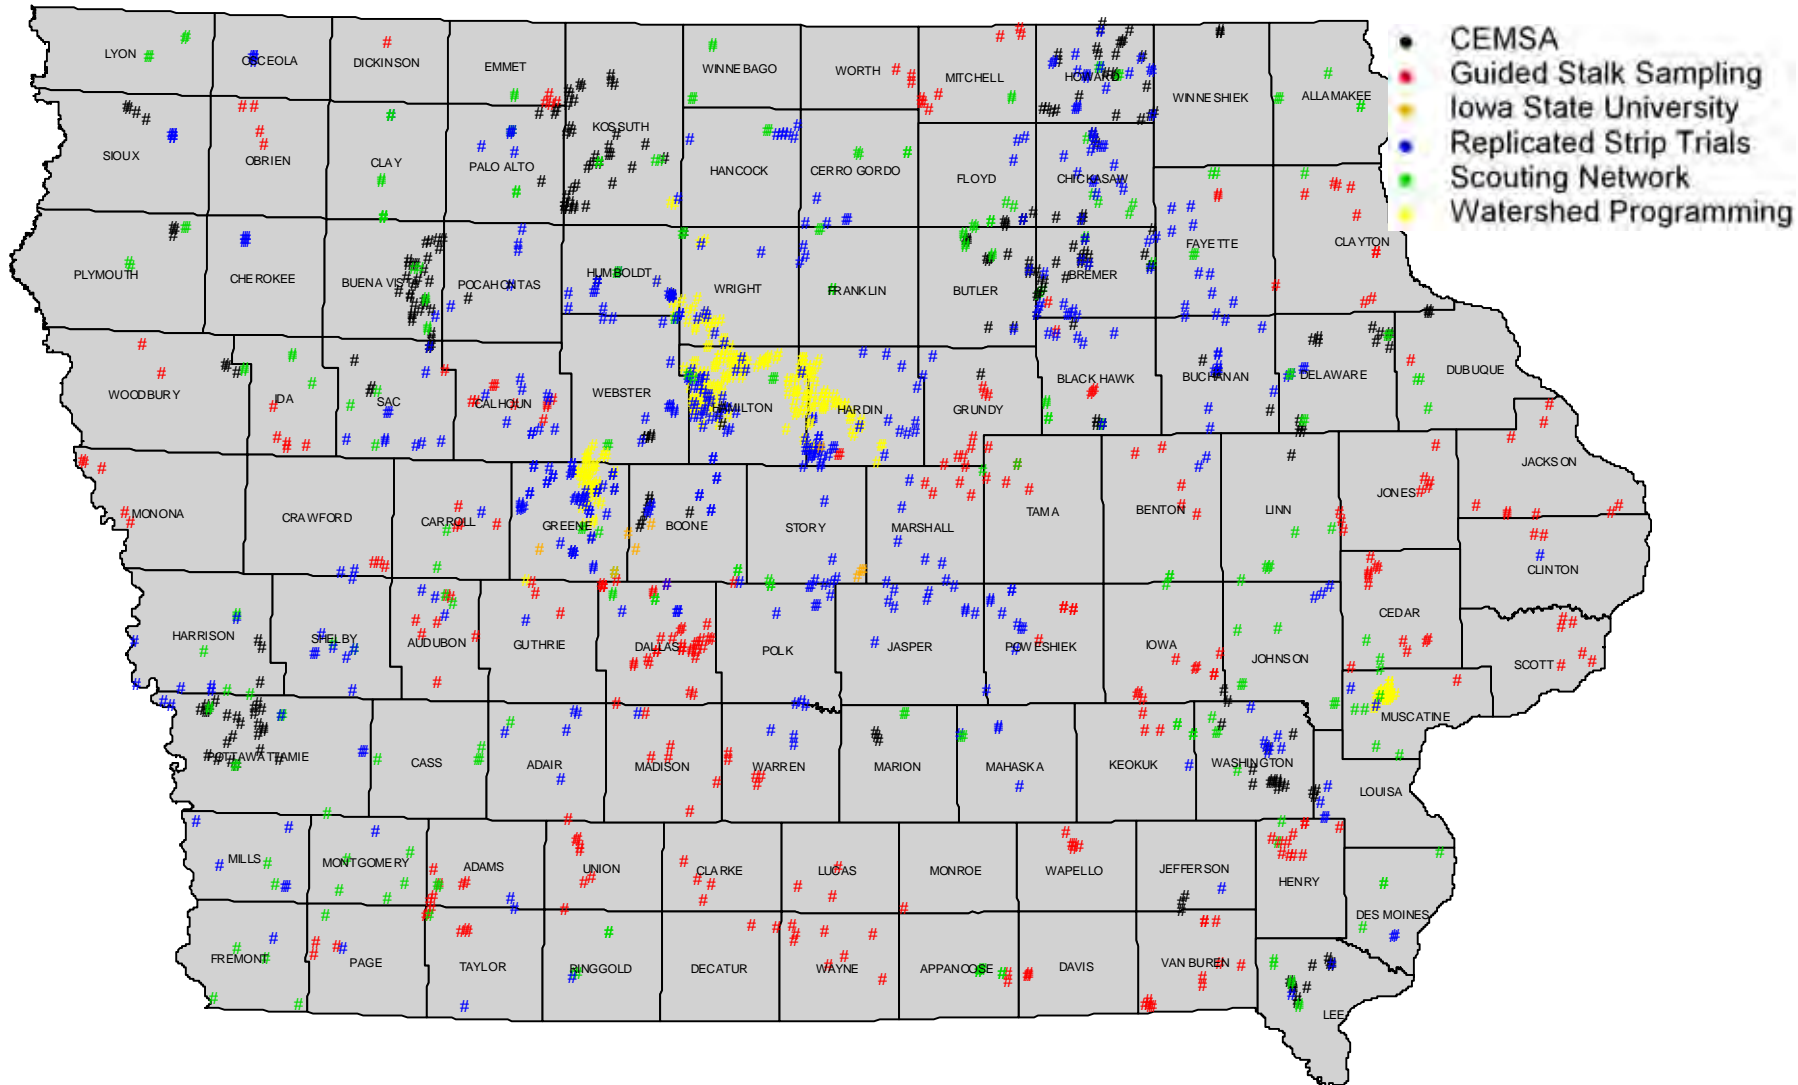 CEMSA
Guided Stalk Sampling
Iowa State University
Replicated Strip Trials
Scouting Network
Watershed Programming
LYON
OSCEOLA
DICKINSON
EMMET
WINNEBAGO
WORTH
MITCHELL
HOWARD
WINNESHIEK
ALLAMAKEE
SIOUX
OBRIEN
CLAY
PALO ALTO
KOSSUTH
HANCOCK
CERRO GORDO
FLOYD
CHICKASAW
PLYMOUTH
CHEROKEE
BUENA VISTA
POCAHONTAS
HUMBOLDT
WRIGHT
FRANKLIN
BUTLER
BREMER
FAYETTE
CLAYTON
WOODBURY
IDA
SAC
CALHOUN
WEBSTER
HAMILTON
HARDIN
GRUNDY
BLACK HAWK
BUCHANAN
DELAWARE
DUBUQUE
MONONA
CRAWFORD
CARROLL
GREENE
BOONE
STORY
MARSHALL
TAMA
BENTON
LINN
JONES
JACKSON
CLINTON
HARRISON
SHELBY
AUDUBON
GUTHRIE
DALLAS
POLK
JASPER
POWESHIEK
IOWA
JOHNSON
CEDAR
SCOTT
MUSCATINE
POTTAWATTAMIE
CASS
ADAIR
MADISON
WARREN
MARION
MAHASKA
KEOKUK
WASHINGTON
LOUISA
MILLS
MONTGOMERY
ADAMS
UNION
CLARKE
LUCAS
MONROE
WAPELLO
JEFFERSON
HENRY
DES MOINES
FREMONT
PAGE
TAYLOR
RINGGOLD
DECATUR
WAYNE
APPANOOSE
DAVIS
VAN BUREN
LEE